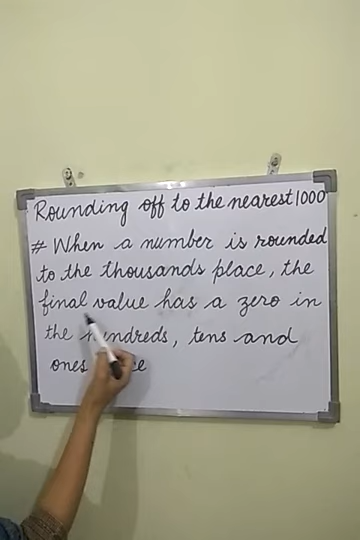 Rounding off to the nearest 1000
# When a number is rounded
to the thousands place, the
final value has a zero in
the hundreds, tens and
ones